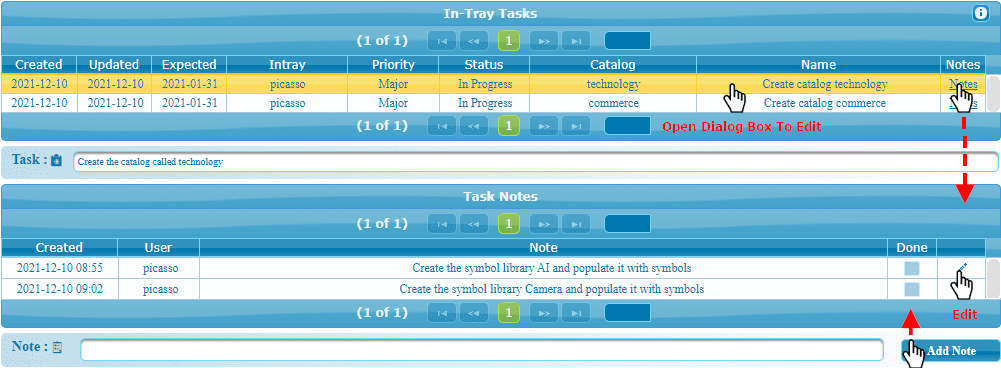 In-Tray Tasks
(1 of 1) 1
Created Updated Expected Intray Priority Status Catalog Name Notes
2021-12-10 2021-12-10 2021-01-31 picasso Major In Progress technology Create catalog technology Notes
2021-12-10 2021-12-10 2021-01-31 picasso Major In Progress commerce Create catalog commerce
(1 of 1) 1 Open Dialog Box To Edit
Task : Create the catalog called technology
Task Notes
(1 of 1) 1
Created User Note Done
2021-12-10 08:55 picasso Create the symbol library AI and populate it with symbols
2021-12-10 09:02 picasso Create the symbol library Camera and populate it with symbols
(1 of 1) 1 Edit
Note : Add Note